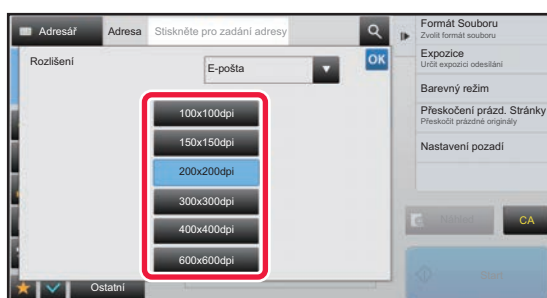 Adresář
Adresa
Stiskněte pro zadání adresy
Rozlišení
E-pošta
OK
100x100dpi
150x150dpi
200x200dpi
300x300dpi
400x400dpi
600x600dpi
Ostatní
Formát Souboru
Zvolit formát souboru
Expozice
Určit expozici odesílání
Barevný režim
Přeskočení prázd. Stránky
Přeskočit prázdné originály
Nastavení pozadí
Náhled
CA
Start